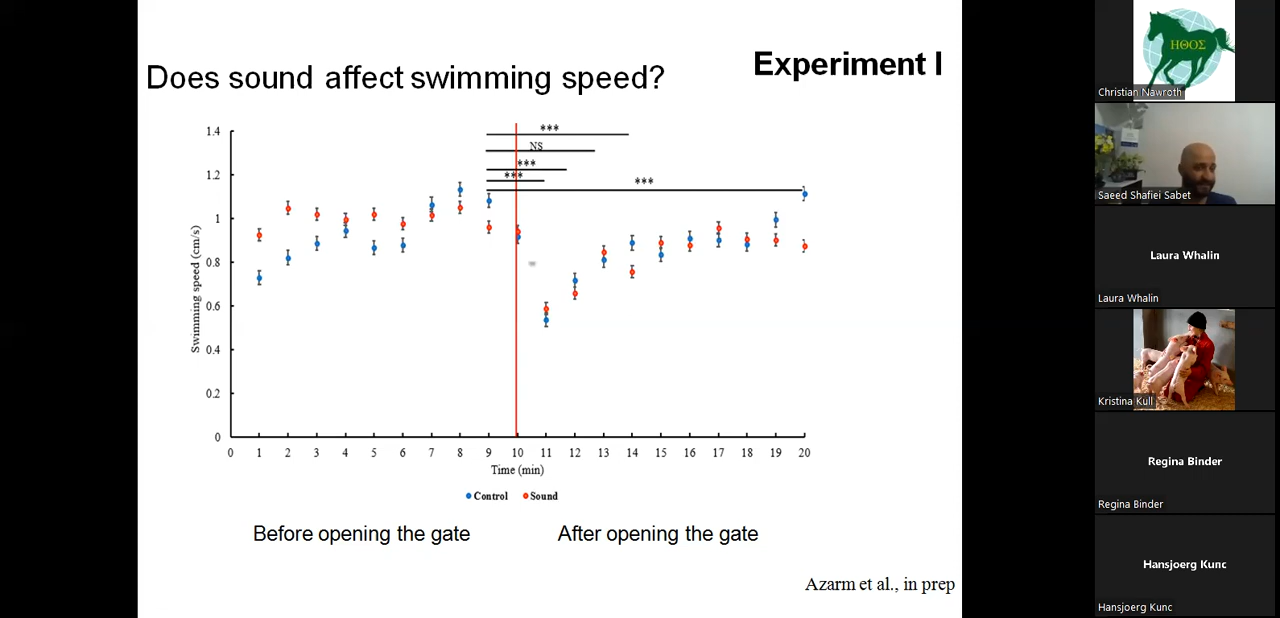 Does sound affect swimming speed?
Experiment I
1.4
1.2
1
0.8
0.6
0.4
0.2
0
Swimming speed (cm/s)
***
NS
***
***
***
0 1 2 3 4 5 6 7 8 9 10 11 12 13 14 15 16 17 18 19 20
Time (min)
Control Sound
Before opening the gate
After opening the gate
Azarm et al., in prep
ΗΘΟΣ
Christian Nawroth
Saeed Shafiei Sabet
Laura Whalin
Laura Whalin
Kristina Kull
Regina Binder
Regina Binder
Hansjoerg Kunc
Hansjoerg Kunc